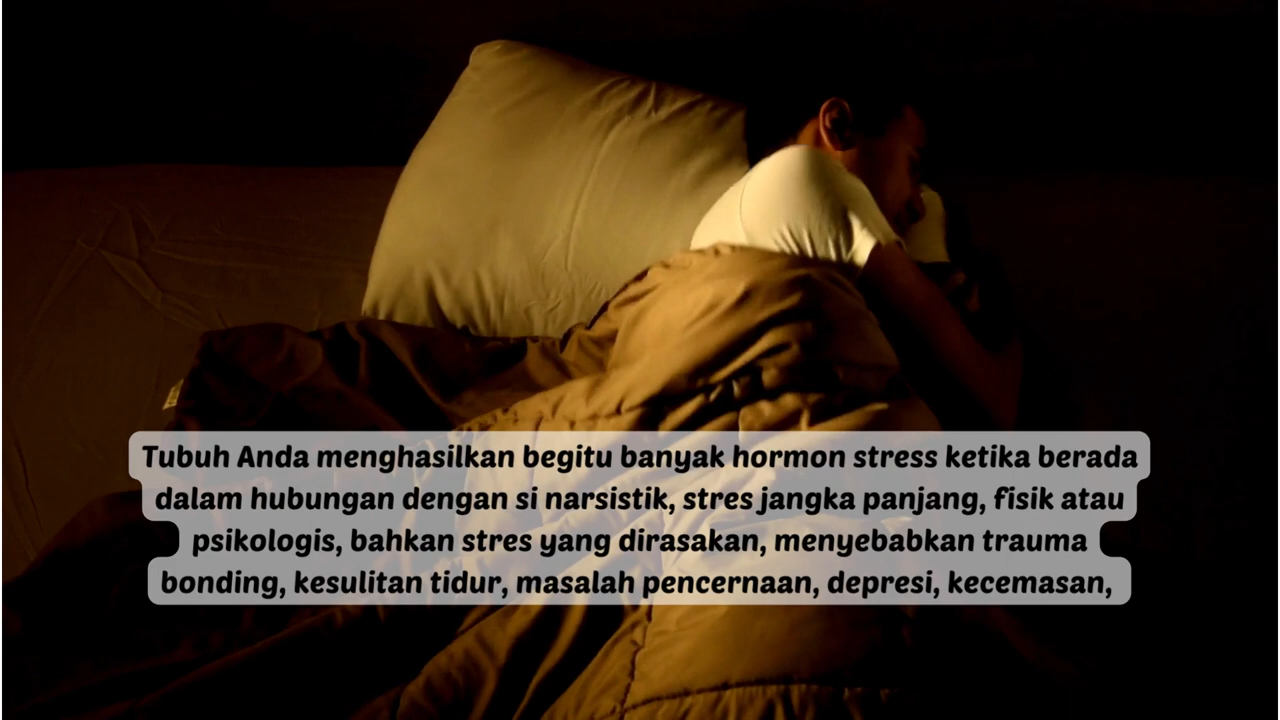 Tubuh Anda menghasilkan begitu banyak hormon stress ketika berada
dalam hubungan dengan si narsistik, stres jangka panjang, fisik atau
psikologis, bahkan stres yang dirasakan, menyebabkan trauma
bonding, kesulitan tidur, masalah pencernaan, depresi, kecemasan,